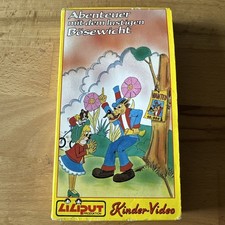 Abenteuer
mit dem lustigen
Bösewicht
LiLiPUT
Kinder-Video